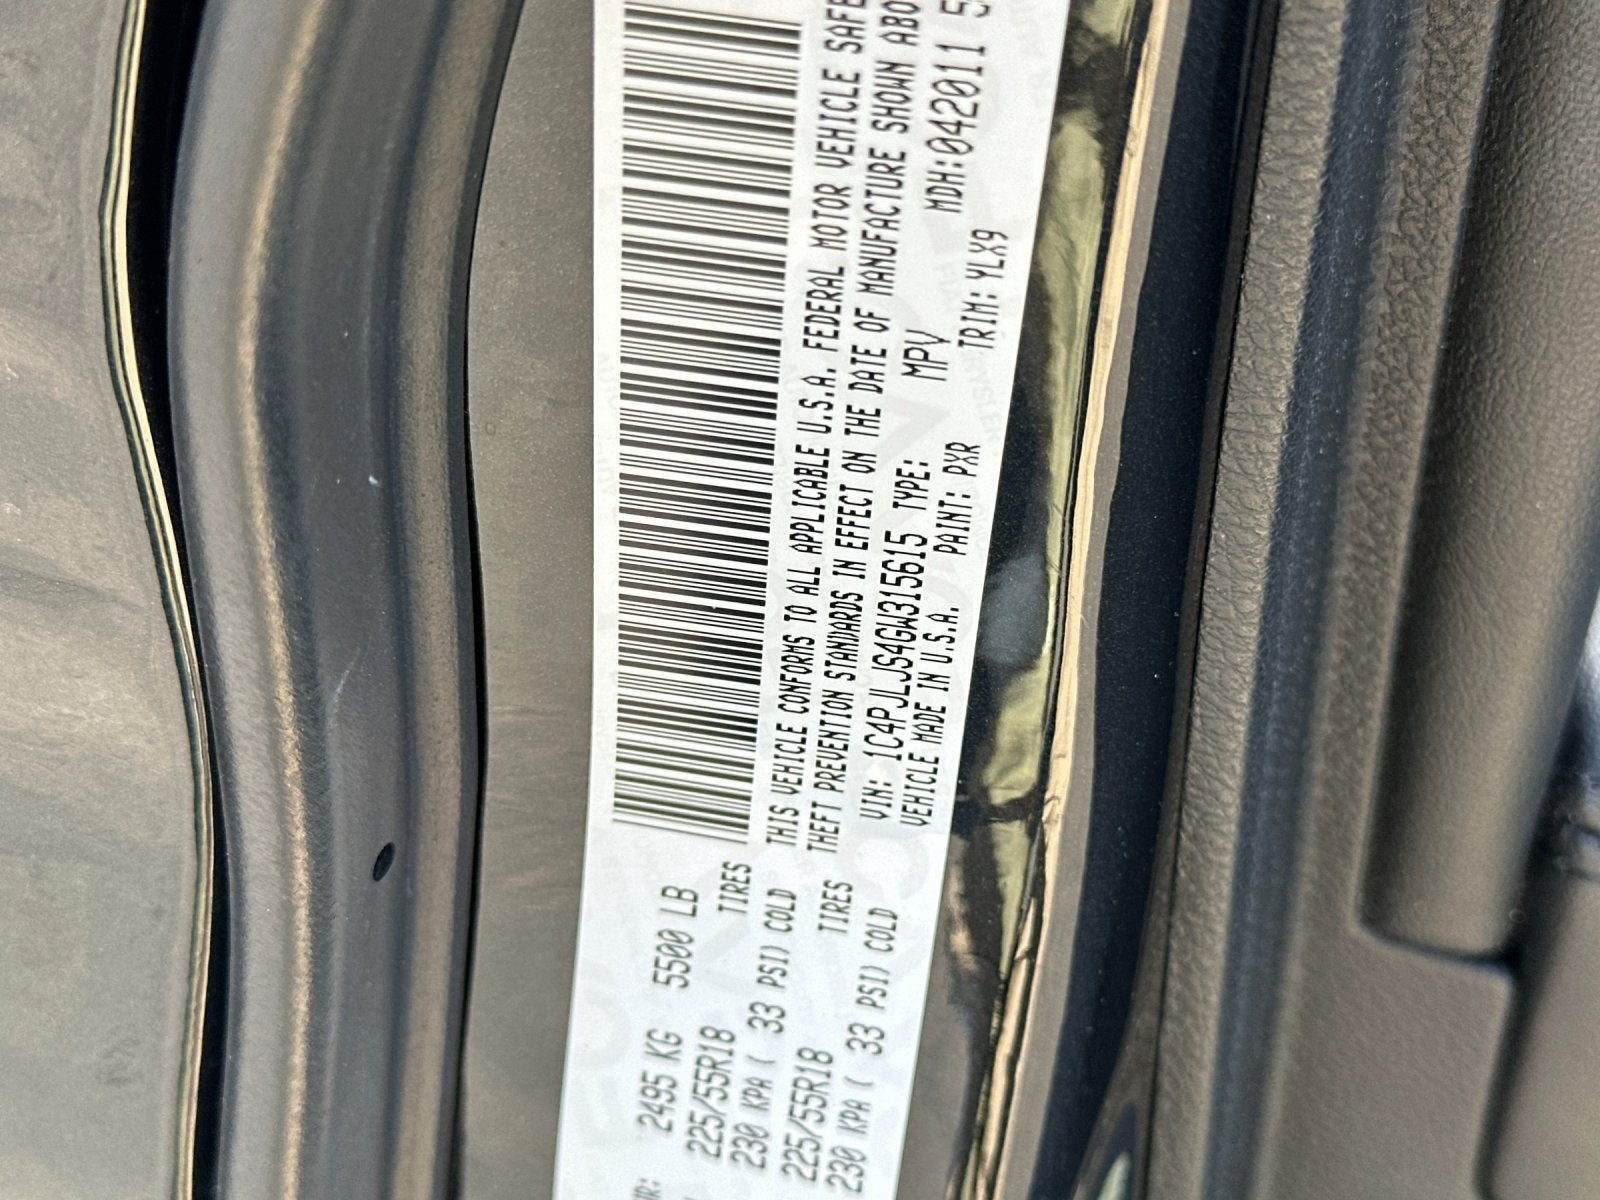 2495 KG 5500 LB
225/55R18 TIRES
230 KPA ( 33 PSI) COLD
225/55R18 TIRES
230 KPA ( 33 PSI) COLD
THIS VEHICLE CONFORMS TO ALL APPLICABLE U.S.A. FEDERAL MOTOR VEHICLE
THEFT PREVENTION STANDARDS IN EFFECT ON THE DATE OF MANUFACTURE SHOWN
VIN: 1C4PJLJS4GW315615 TYPE: MPV MDH:042011
VEHICLE MADE IN U.S.A. PAINT: PXR TRIM: YLX9